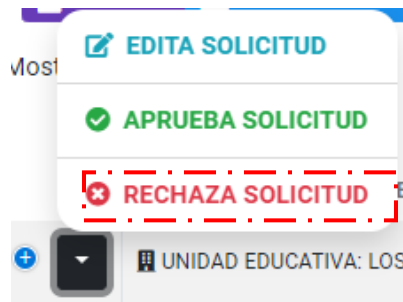 EDITA SOLICITUD
Most
APRUEBA SOLICITUD
RECHAZA SOLICITUD
UNIDAD EDUCATIVA: LOS